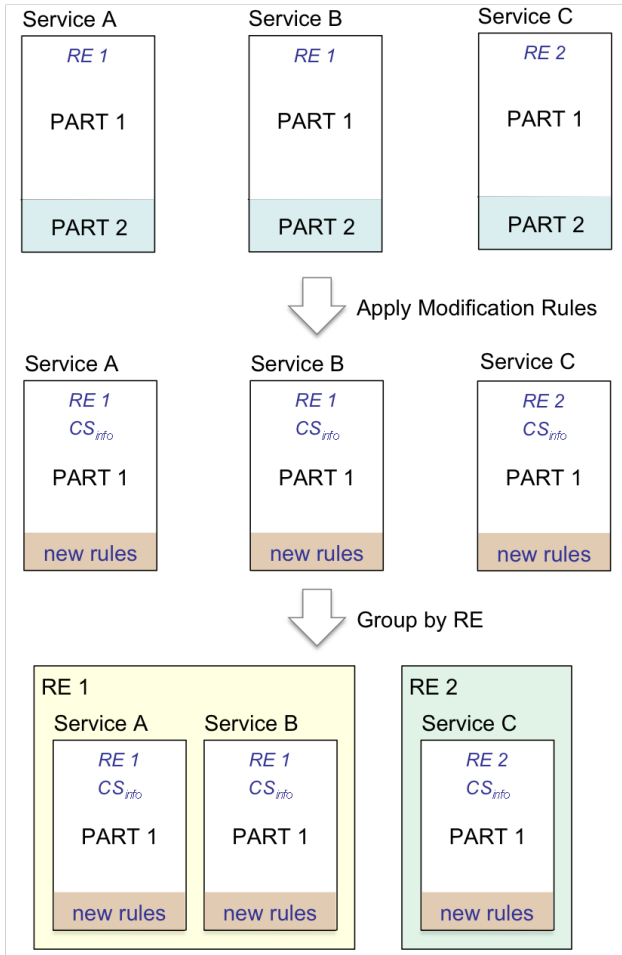 Service A
Service B
Service C
RE 1
RE 1
RE 2
PART 1
PART 1
PART 1
PART 2
PART 2
PART 2
Apply Modification Rules
Service A
Service B
Service C
RE 1
RE 1
RE 2
CSinfo
CSinfo
CSinfo
PART 1
PART 1
PART 1
new rules
new rules
new rules
Group by RE
RE 1
RE 2
Service A
Service B
Service C
RE 1
RE 1
RE 2
CSinfo
CSinfo
CSinfo
PART 1
PART 1
PART 1
new rules
new rules
new rules